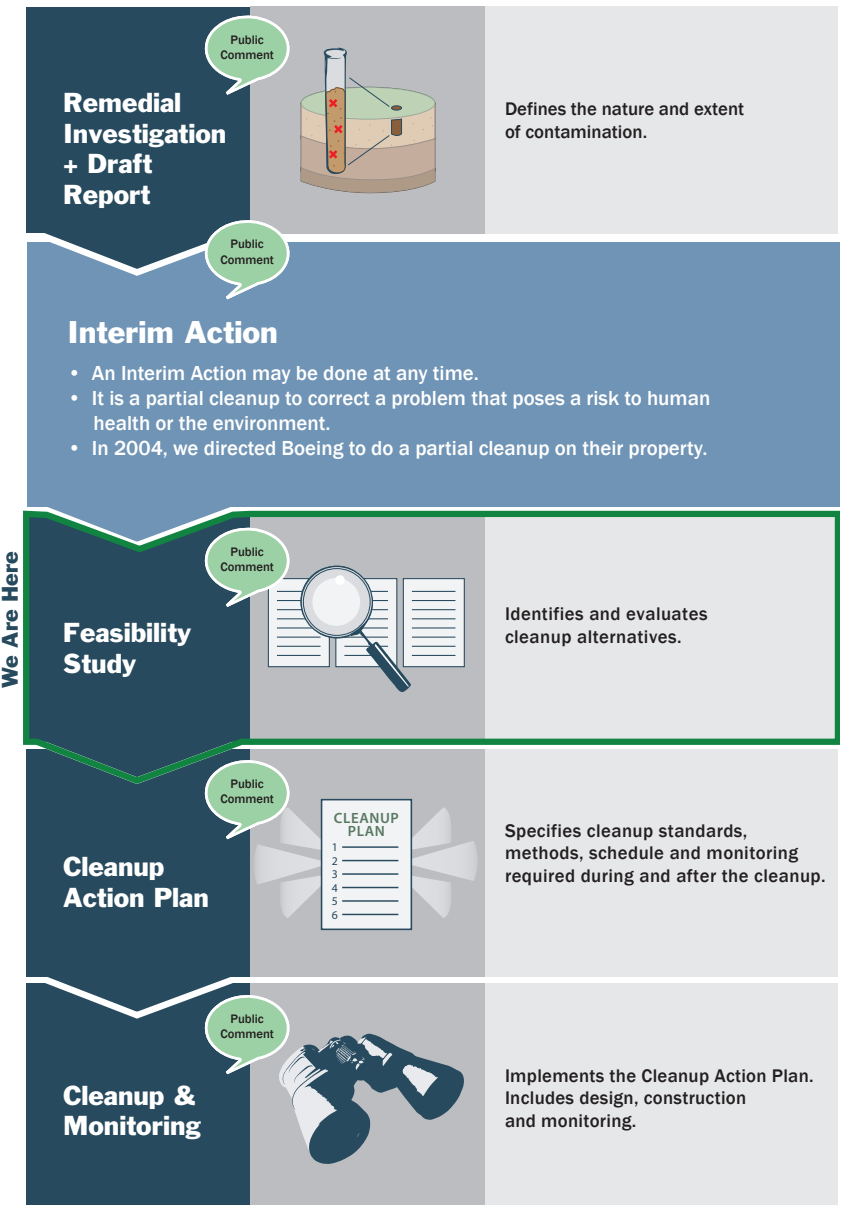 Public
Comment
Remedial
Investigation
+ Draft
Report
Defines the nature and extent
of contamination.
Public
Comment
Interim Action
• An Interim Action may be done at any time.
• It is a partial cleanup to correct a problem that poses a risk to human
health or the environment.
• In 2004, we directed Boeing to do a partial cleanup on their property.
We Are Here
Public
Comment
Feasibility
Study
Identifies and evaluates
cleanup alternatives.
Public
Comment
Cleanup
Action Plan
CLEANUP
PLAN
1
2
3
4
5
6
Specifies cleanup standards,
methods, schedule and monitoring
required during and after the cleanup.
Public
Comment
Cleanup &
Monitoring
Implements the Cleanup Action Plan.
Includes design, construction
and monitoring.